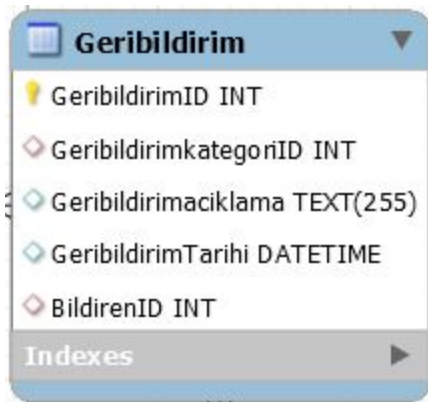 Geribildirim
GeribildirimID INT
GeribildirimkategoriID INT
Geribildirimaciklama TEXT(255)
GeribildirimTarihi DATETIME
BildirenID INT
Indexes